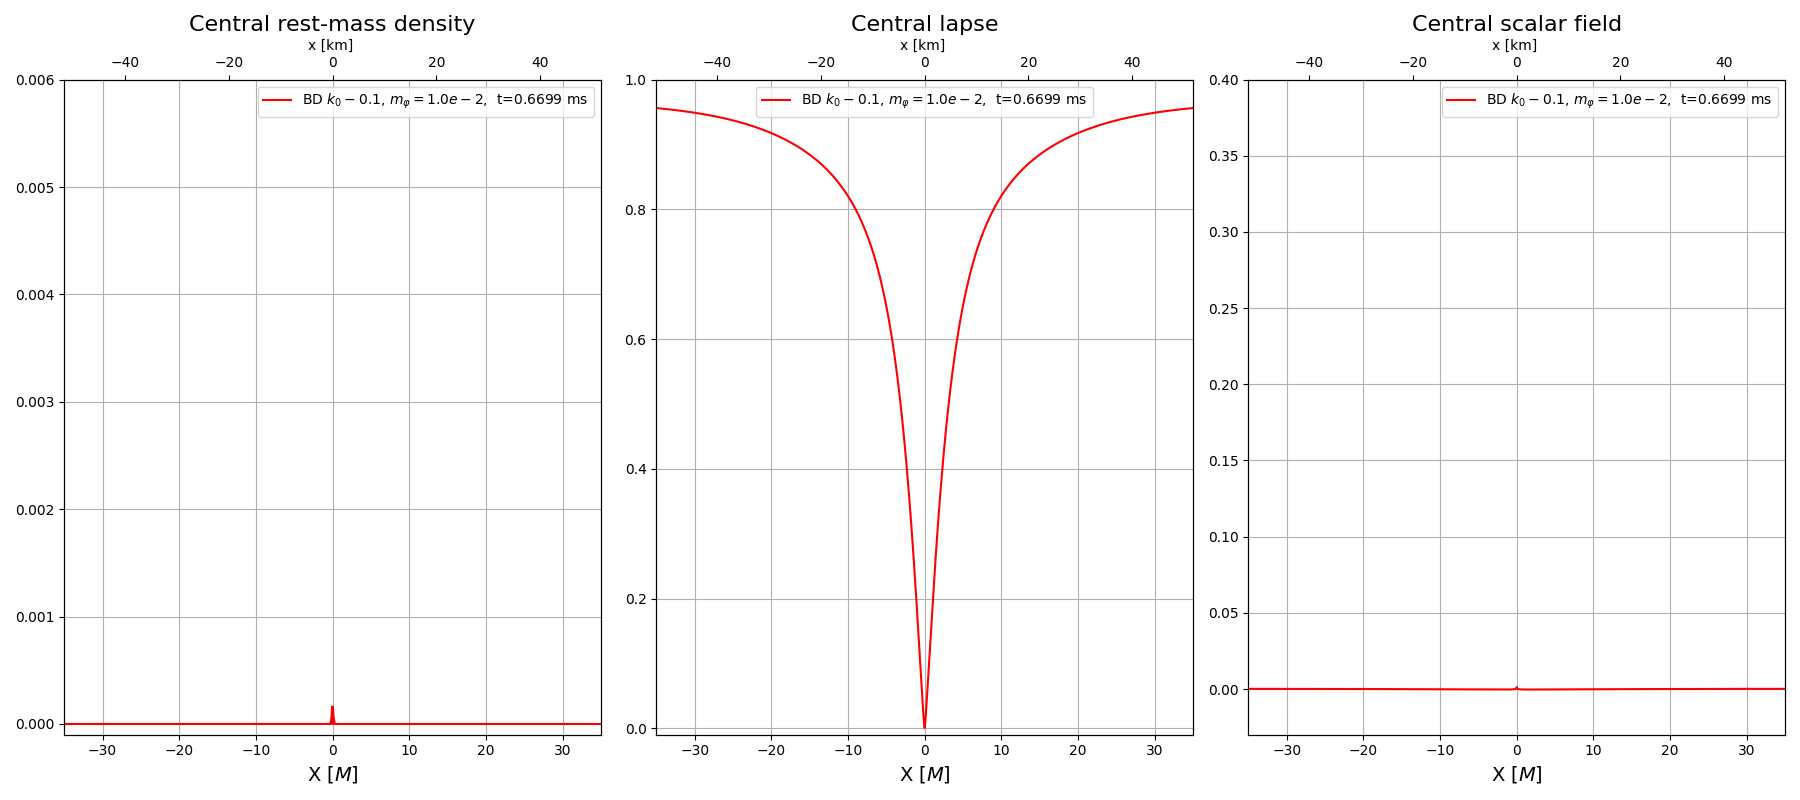 Central rest-mass density
x [km]
−40 −20 0 20 40
0.006
0.005
0.004
0.003
0.002
0.001
0.000
BD k₀ − 0.1, mᵩ = 1.0e − 2, t=0.6699 ms
−30 −20 −10 0 10 20 30
X [M]
Central lapse
x [km]
−40 −20 0 20 40
1.0
0.8
0.6
0.4
0.2
0.0
BD k₀ − 0.1, mᵩ = 1.0e − 2, t=0.6699 ms
−30 −20 −10 0 10 20 30
X [M]
Central scalar field
x [km]
−40 −20 0 20 40
0.40
0.35
0.30
0.25
0.20
0.15
0.10
0.05
0.00
BD k₀ − 0.1, mᵩ = 1.0e − 2, t=0.6699 ms
−30 −20 −10 0 10 20 30
X [M]